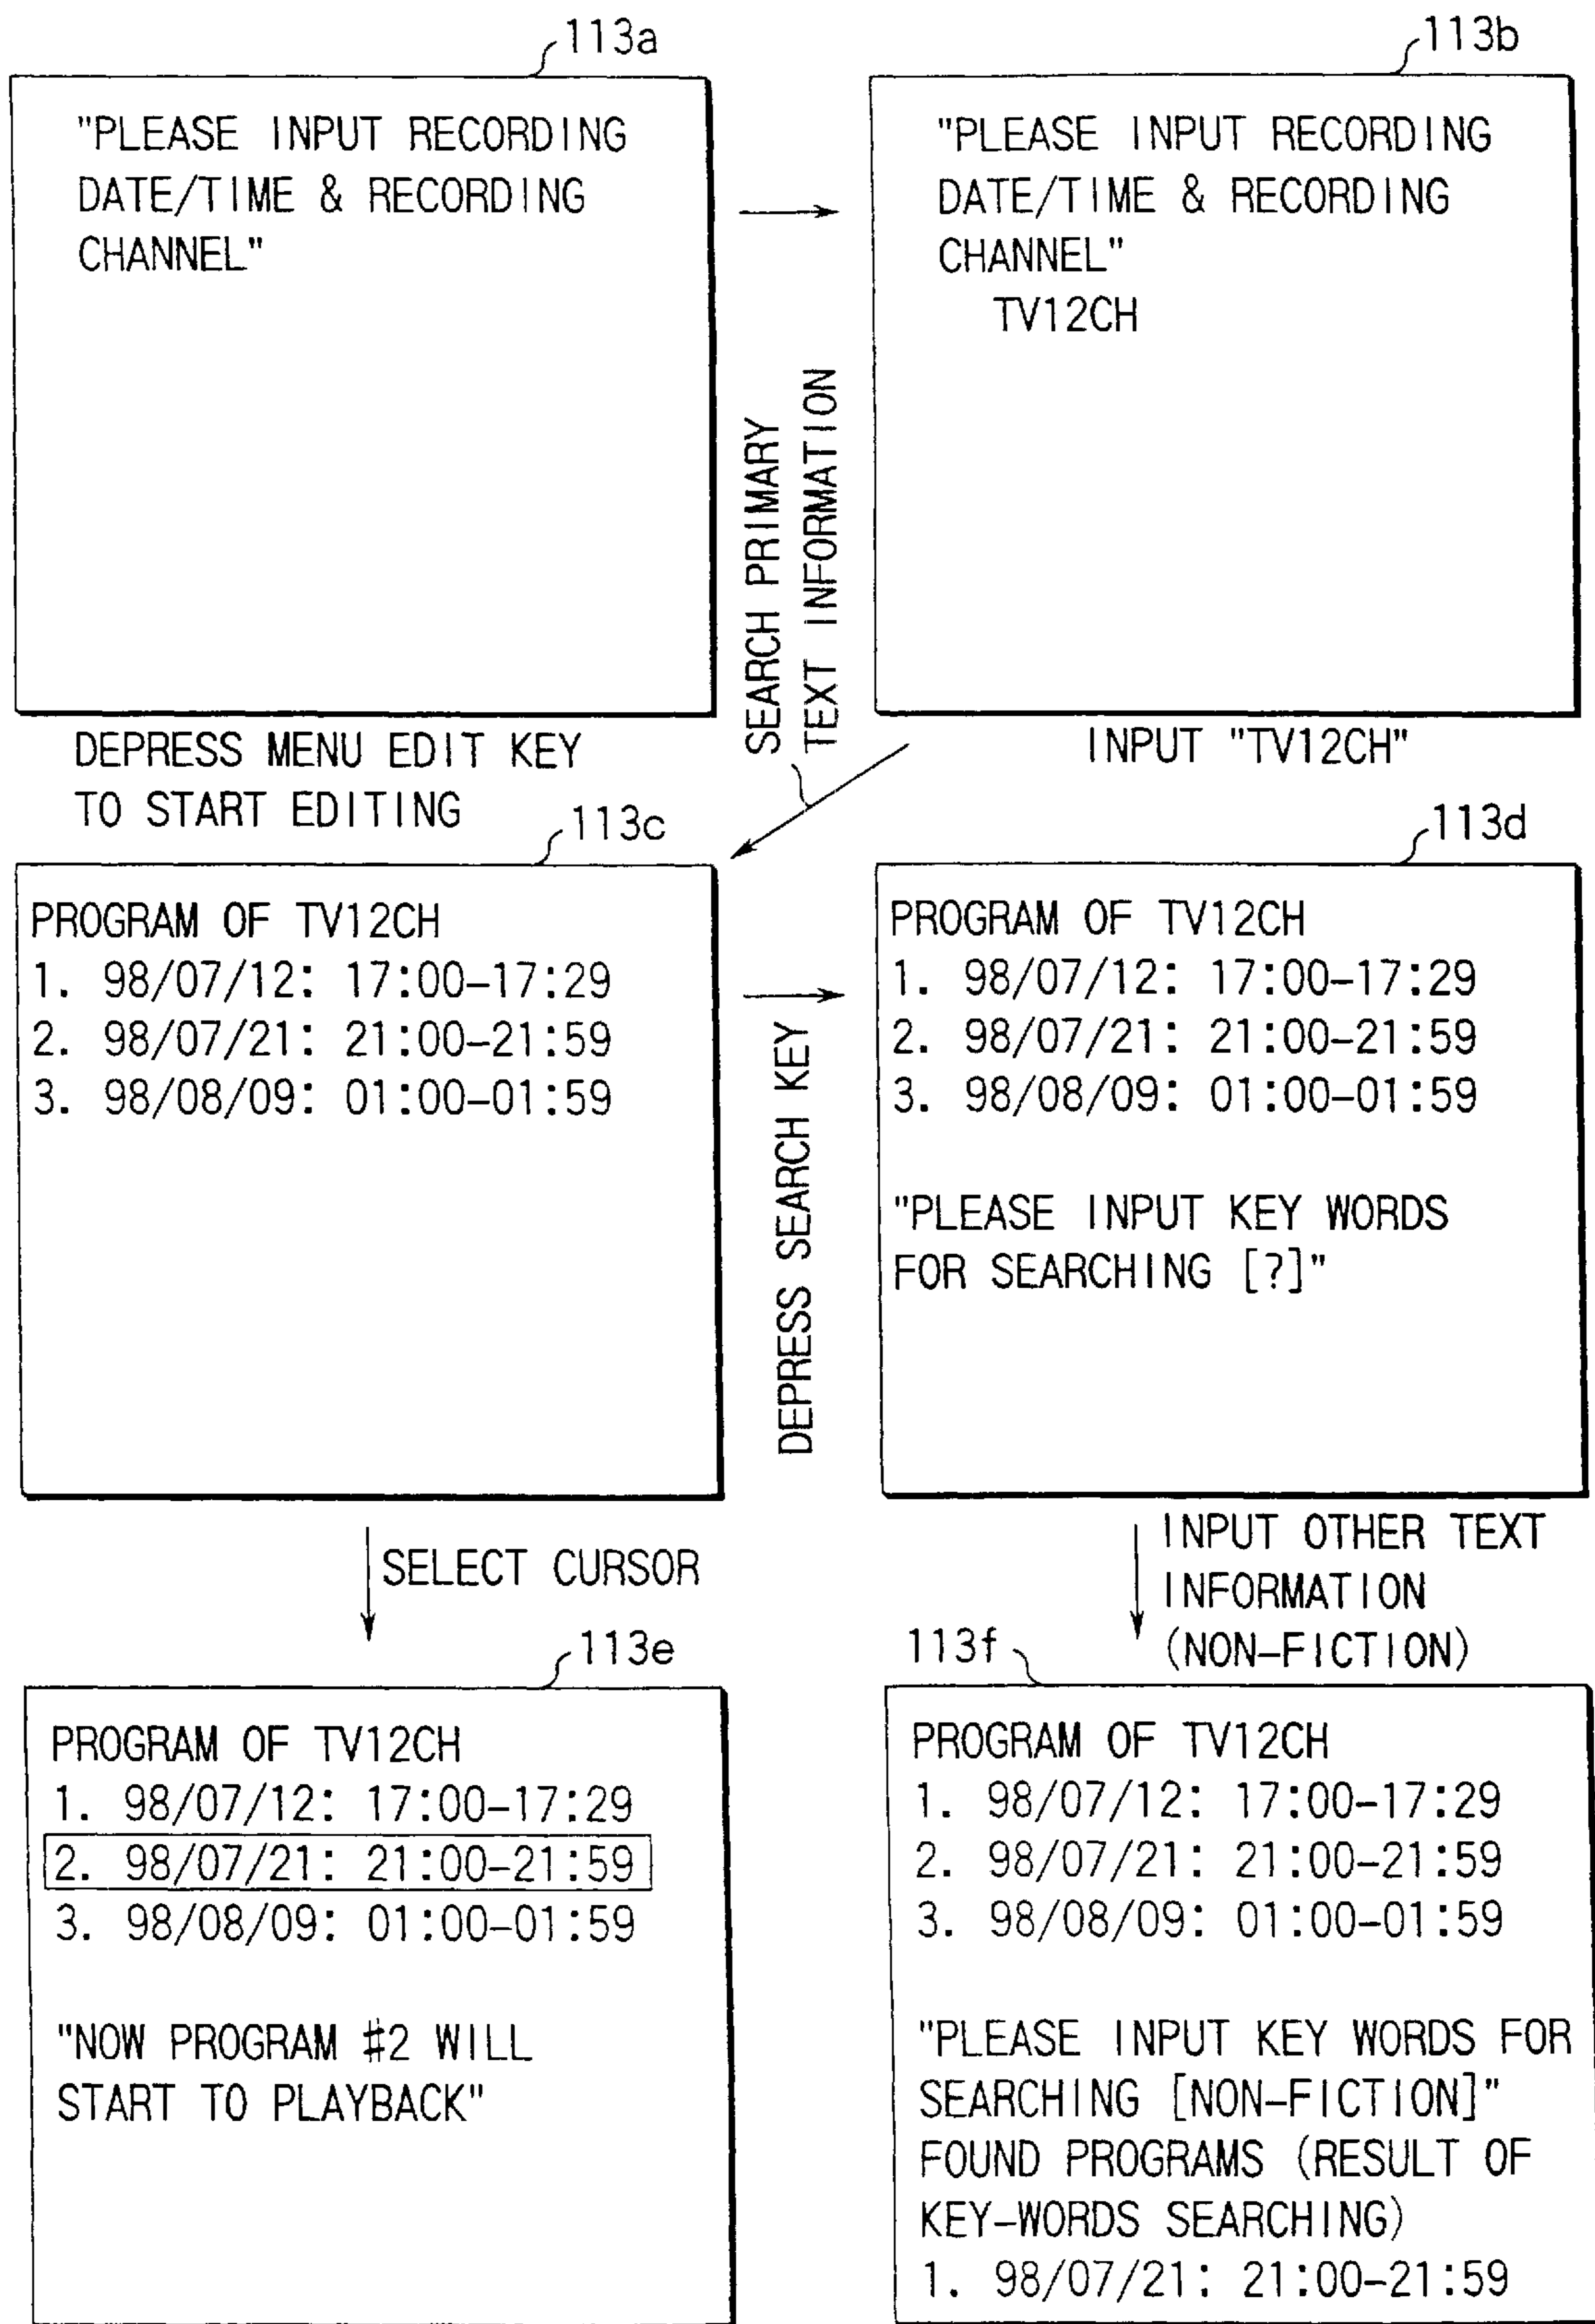 113a
"PLEASE INPUT RECORDING
DATE/TIME & RECORDING
CHANNEL"
DEPRESS MENU EDIT KEY
TO START EDITING
113b
"PLEASE INPUT RECORDING
DATE/TIME & RECORDING
CHANNEL"
TV12CH
INPUT "TV12CH"
SEARCH PRIMARY
TEXT INFORMATION
113c
PROGRAM OF TV12CH
1. 98/07/12: 17:00-17:29
2. 98/07/21: 21:00-21:59
3. 98/08/09: 01:00-01:59
DEPRESS SEARCH KEY
113d
PROGRAM OF TV12CH
1. 98/07/12: 17:00-17:29
2. 98/07/21: 21:00-21:59
3. 98/08/09: 01:00-01:59
"PLEASE INPUT KEY WORDS
FOR SEARCHING [?]"
SELECT CURSOR
INPUT OTHER TEXT
INFORMATION
(NON-FICTION)
113e
PROGRAM OF TV12CH
1. 98/07/12: 17:00-17:29
2. 98/07/21: 21:00-21:59
3. 98/08/09: 01:00-01:59
"NOW PROGRAM #2 WILL
START TO PLAYBACK"
113f
PROGRAM OF TV12CH
1. 98/07/12: 17:00-17:29
2. 98/07/21: 21:00-21:59
3. 98/08/09: 01:00-01:59
"PLEASE INPUT KEY WORDS FOR
SEARCHING [NON-FICTION]"
FOUND PROGRAMS (RESULT OF
KEY-WORDS SEARCHING)
1. 98/07/21: 21:00-21:59